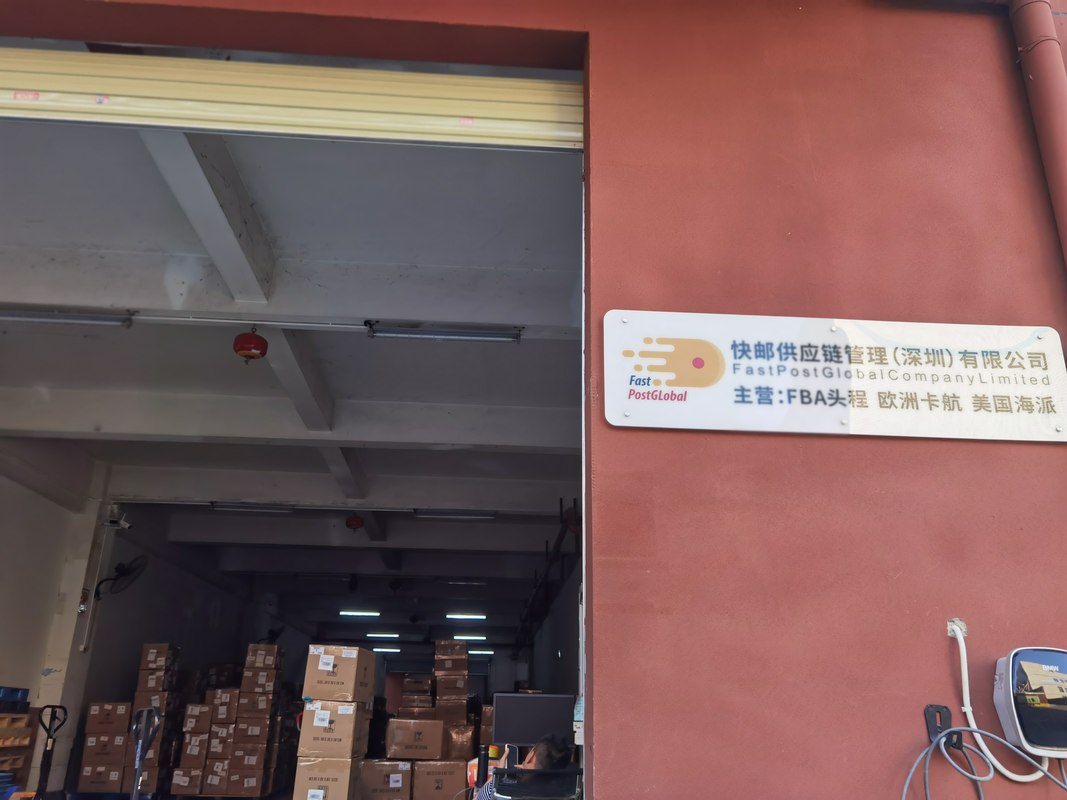 Fast
PostGLobal
快邮供应链管理(深圳)有限公司
FastPostGlobalCompanyLimited
主营:FBA头程 欧洲卡航 美国海派
BMW